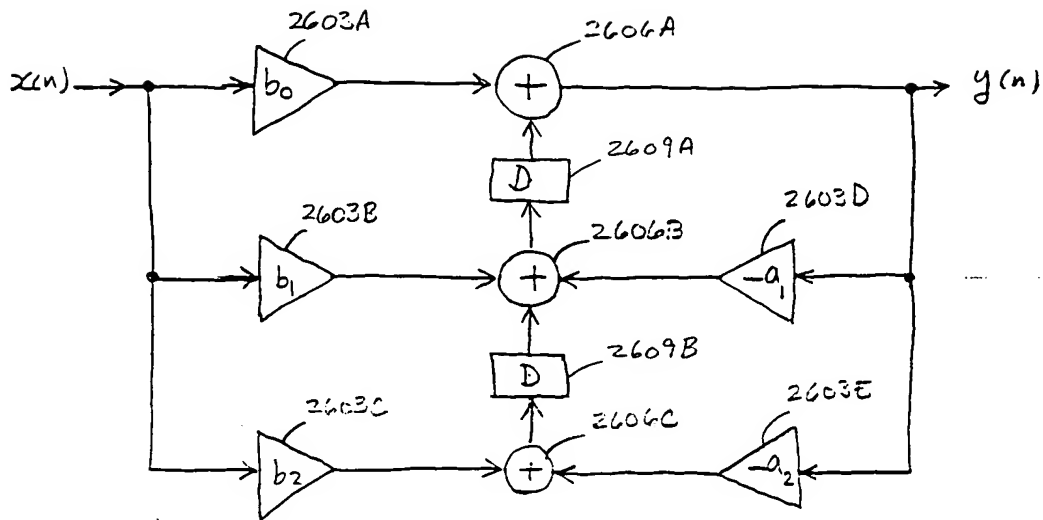 2603A
2606A
x(n)
b0
+
y(n)
D
2609A
2603B
2606B
2603D
b1
+
-a1
D
2609B
2603C
2606C
2603E
b2
+
-a2